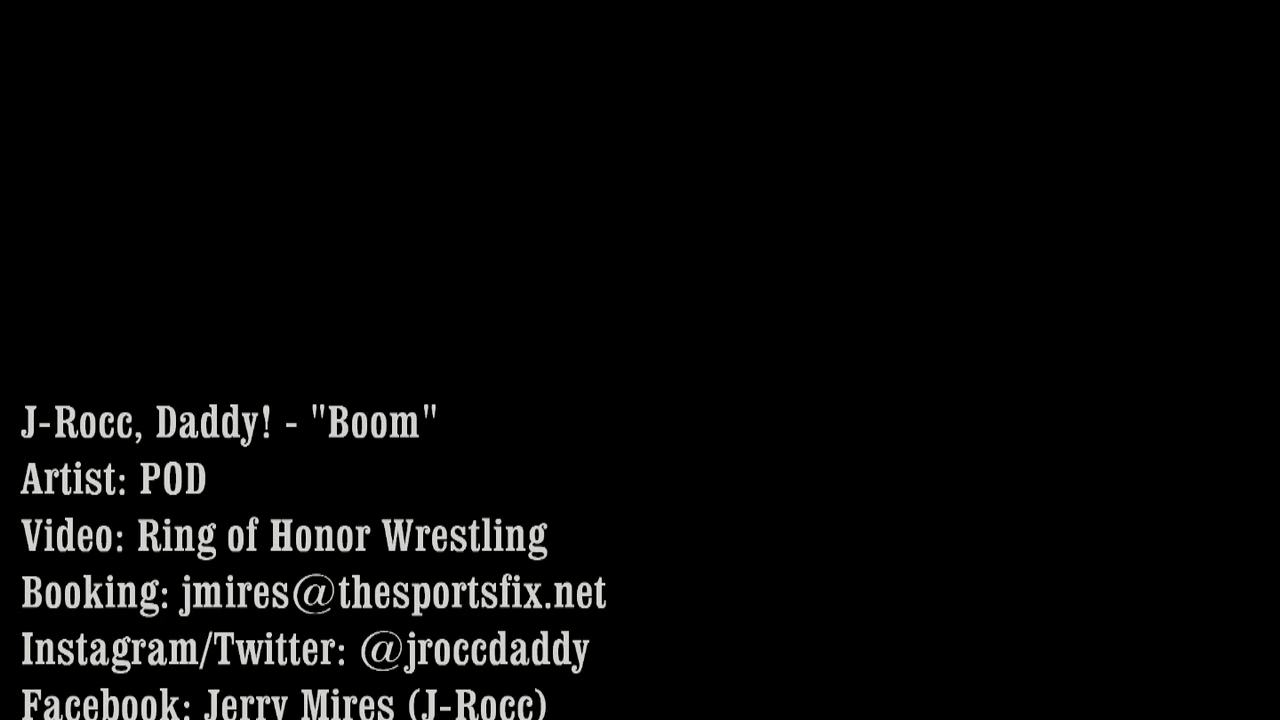 J-Rocc, Daddy! - "Boom"
Artist: POD
Video: Ring of Honor Wrestling
Booking: jmires@thesportsfix.net
Instagram/Twitter: @jroccdaddy
Facebook: Jerry Mires (J-Rocc)